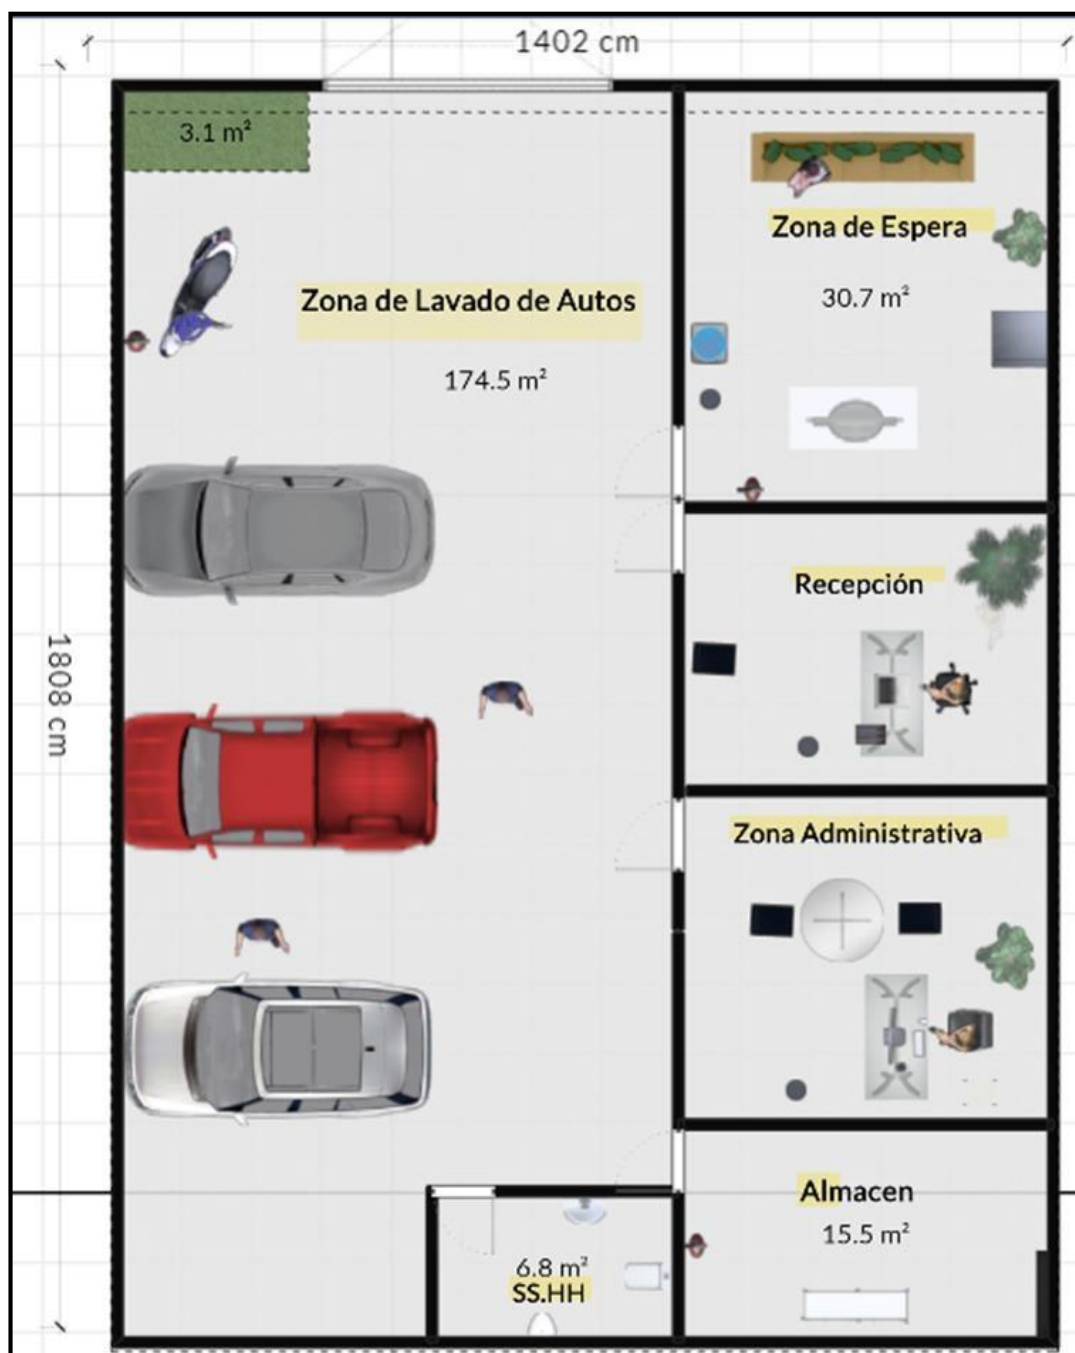 1402 cm
3.1 m²
Zona de Espera
30.7 m²
Zona de Lavado de Autos
174.5 m²
Recepción
1808 cm
Zona Administrativa
Almacen
15.5 m²
6.8 m²
SS.HH